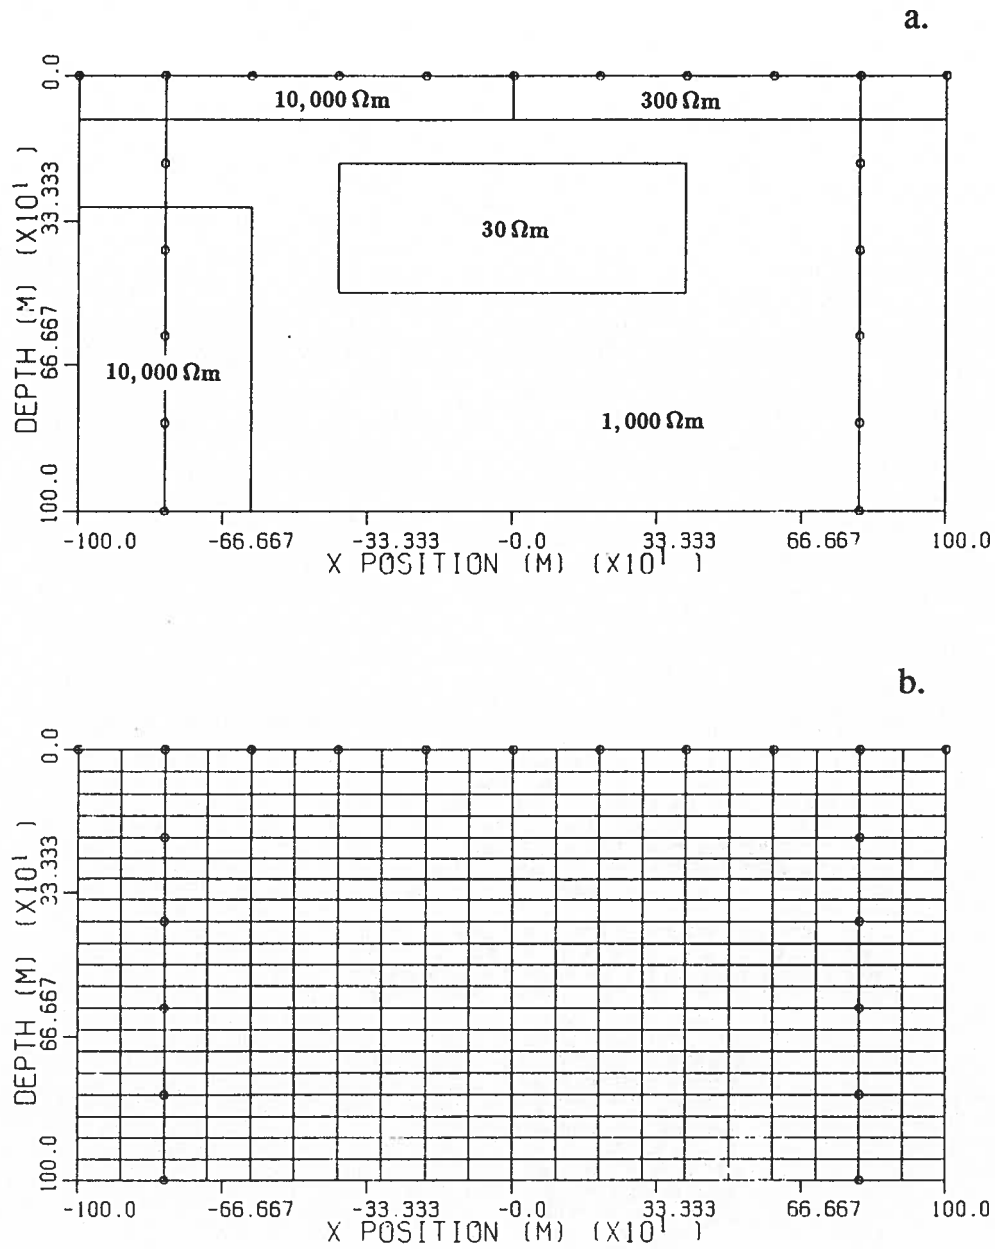 a.
0.0
10,000 Ωm
300 Ωm
33.333
30 Ωm
66.667
10,000 Ωm
1,000 Ωm
100.0
DEPTH (M) (X10¹ )
-100.0 -66.667 -33.333 -0.0 33.333 66.667 100.0
X POSITION (M) (X10¹ )
b.
0.0
33.333
66.667
100.0
DEPTH (M) (X10¹ )
-100.0 -66.667 -33.333 -0.0 33.333 66.667 100.0
X POSITION (M) (X10¹ )